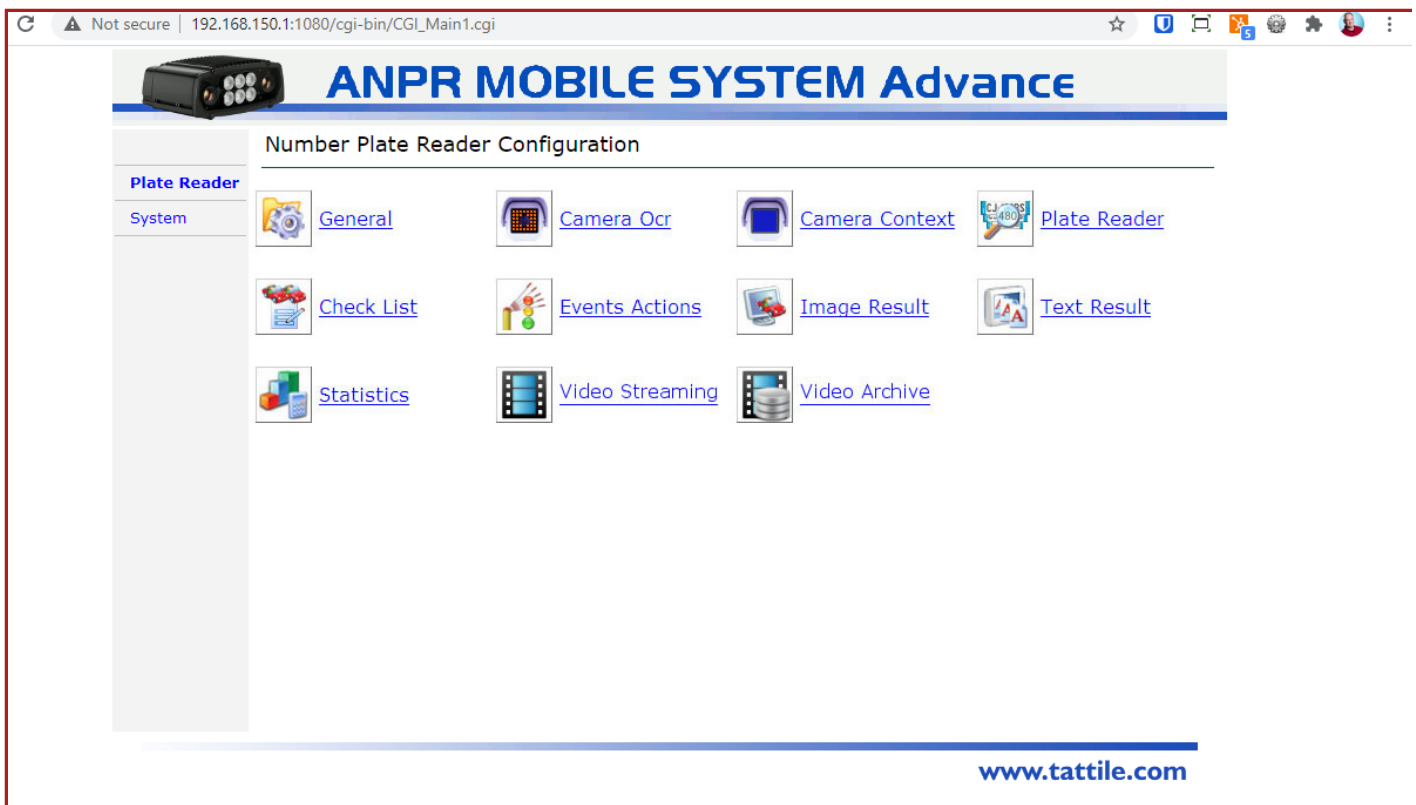 Not secure | 192.168.150.1:1080/cgi-bin/CGI_Main1.cgi
5
ANPR MOBILE SYSTEM Advance
Number Plate Reader Configuration
Plate Reader
System
General
Camera Ocr
Camera Context
Plate Reader
Check List
Events Actions
Image Result
Text Result
Statistics
Video Streaming
Video Archive
www.tattile.com